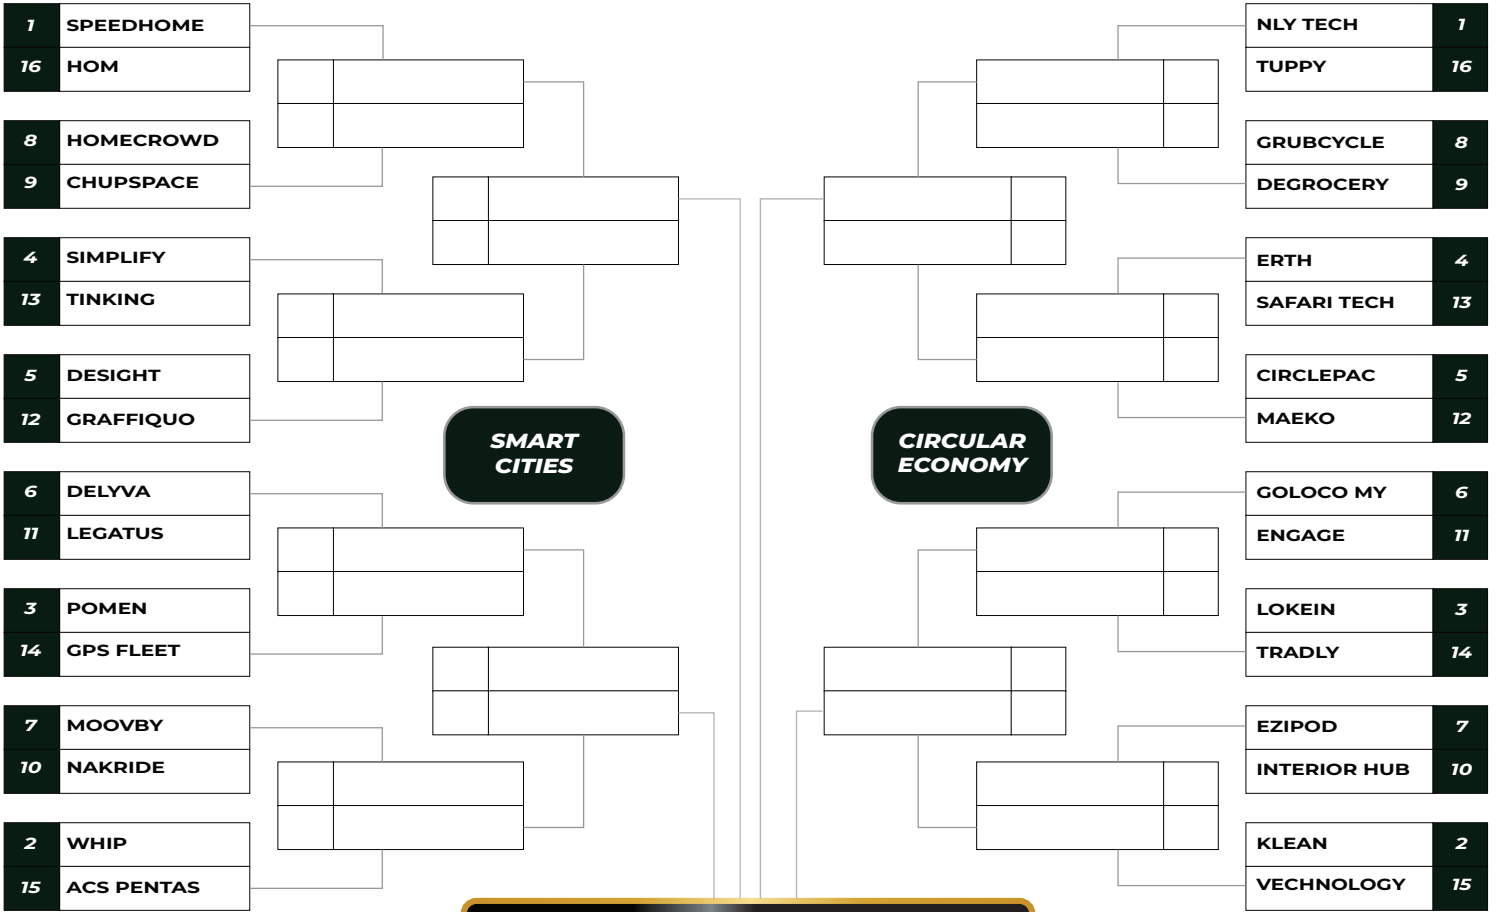 1 SPEEDHOME
16 HOM
8 HOMECROWD
9 CHUPSPACE
4 SIMPLIFY
13 TINKING
5 DESIGHT
12 GRAFFIQUO
6 DELYVA
11 LEGATUS
3 POMEN
14 GPS FLEET
7 MOOVBY
10 NAKRIDE
2 WHIP
15 ACS PENTAS
SMART
CITIES
CIRCULAR
ECONOMY
NLY TECH 1
TUPPY 16
GRUBCYCLE 8
DEGROCERY 9
ERTH 4
SAFARI TECH 13
CIRCLEPAC 5
MAEKO 12
GOLOCO MY 6
ENGAGE 11
LOKEIN 3
TRADLY 14
EZIPOD 7
INTERIOR HUB 10
KLEAN 2
VECHNOLOGY 15